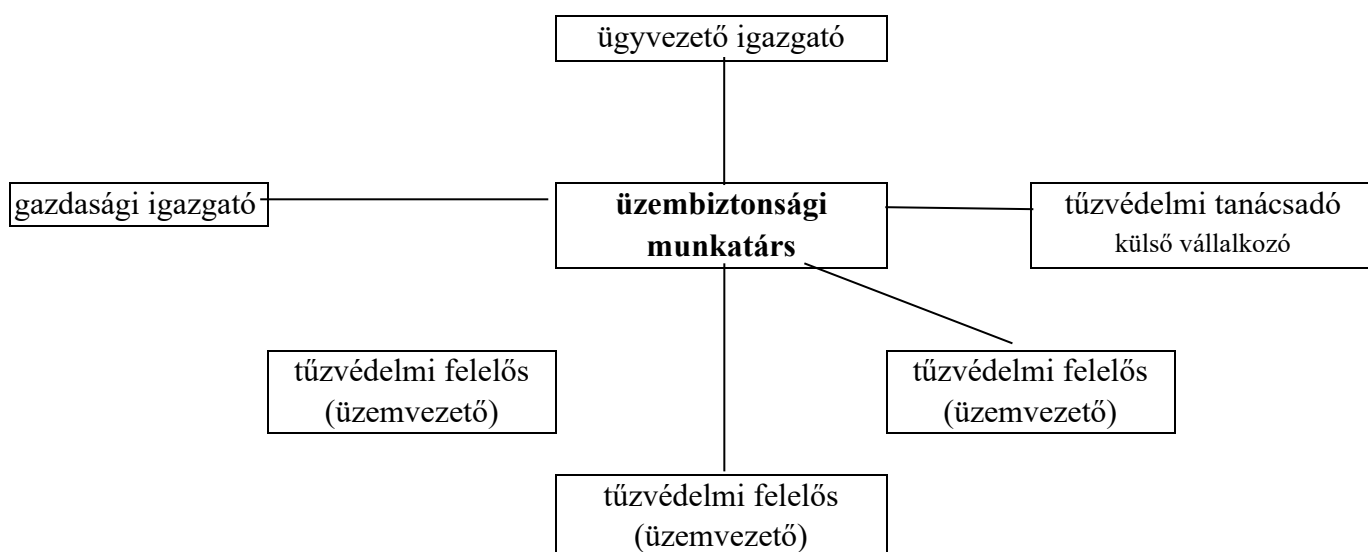 ügyvezető igazgató
gazdasági igazgató
üzembiztonsági
munkatárs
tűzvédelmi tanácsadó
külső vállalkozó
tűzvédelmi felelős
(üzemvezető)
tűzvédelmi felelős
(üzemvezető)
tűzvédelmi felelős
(üzemvezető)